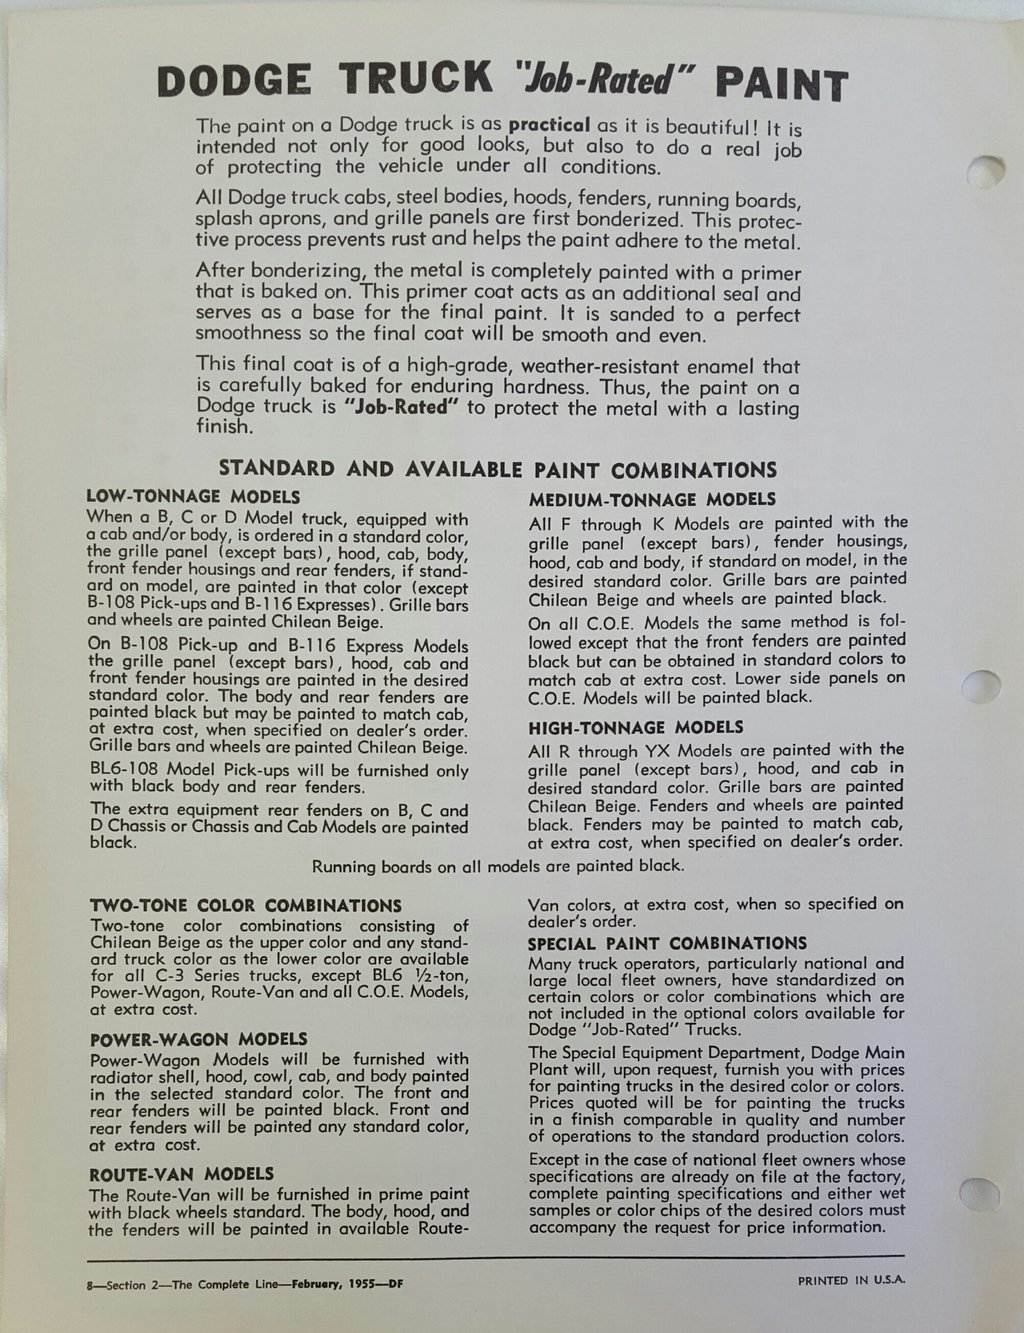 DODGE TRUCK "Job-Rated" PAINT
The paint on a Dodge truck is as practical as it is beautiful! It is
intended not only for good looks, but also to do a real job
of protecting the vehicle under all conditions.
All Dodge truck cabs, steel bodies, hoods, fenders, running boards,
splash aprons, and grille panels are first bonderized. This protec-
tive process prevents rust and helps the paint adhere to the metal.
After bonderizing, the metal is completely painted with a primer
that is baked on. This primer coat acts as an additional seal and
serves as a base for the final paint. It is sanded to a perfect
smoothness so the final coat will be smooth and even.
This final coat is of a high-grade, weather-resistant enamel that
is carefully baked for enduring hardness. Thus, the paint on a
Dodge truck is "Job-Rated" to protect the metal with a lasting
finish.
STANDARD AND AVAILABLE PAINT COMBINATIONS
LOW-TONNAGE MODELS
When a B, C or D Model truck, equipped with
a cab and/or body, is ordered in a standard color,
the grille panel (except bars), hood, cab, body,
front fender housings and rear fenders, if stand-
ard on model, are painted in that color (except
B-108 Pick-ups and B-116 Expresses). Grille bars
and wheels are painted Chilean Beige.
On B-108 Pick-up and B-116 Express Models
the grille panel (except bars), hood, cab and
front fender housings are painted in the desired
standard color. The body and rear fenders are
painted black but may be painted to match cab,
at extra cost, when specified on dealer's order.
Grille bars and wheels are painted Chilean Beige.
BL6-108 Model Pick-ups will be furnished only
with black body and rear fenders.
The extra equipment rear fenders on B, C and
D Chassis or Chassis and Cab Models are painted
black.
MEDIUM-TONNAGE MODELS
All F through K Models are painted with the
grille panel (except bars), fender housings,
hood, cab and body, if standard on model, in the
desired standard color. Grille bars are painted
Chilean Beige and wheels are painted black.
On all C.O.E. Models the same method is fol-
lowed except that the front fenders are painted
black but can be obtained in standard colors to
match cab at extra cost. Lower side panels on
C.O.E. Models will be painted black.
HIGH-TONNAGE MODELS
All R through YX Models are painted with the
grille panel (except bars), hood, and cab in
desired standard color. Grille bars are painted
Chilean Beige. Fenders and wheels are painted
black. Fenders may be painted to match cab,
at extra cost, when specified on dealer's order.
Running boards on all models are painted black.
TWO-TONE COLOR COMBINATIONS
Two-tone color combinations consisting of
Chilean Beige as the upper color and any stand-
ard truck color as the lower color are available
for all C-3 Series trucks, except BL6 ½-ton,
Power-Wagon, Route-Van and all C.O.E. Models,
at extra cost.
POWER-WAGON MODELS
Power-Wagon Models will be furnished with
radiator shell, hood, cowl, cab, and body painted
in the selected standard color. The front and
rear fenders will be painted black. Front and
rear fenders will be painted any standard color,
at extra cost.
ROUTE-VAN MODELS
The Route-Van will be furnished in prime paint
with black wheels standard. The body, hood, and
the fenders will be painted in available Route-
Van colors, at extra cost, when so specified on
dealer's order.
SPECIAL PAINT COMBINATIONS
Many truck operators, particularly national and
large local fleet owners, have standardized on
certain colors or color combinations which are
not included in the optional colors available for
Dodge "Job-Rated" Trucks.
The Special Equipment Department, Dodge Main
Plant will, upon request, furnish you with prices
for painting trucks in the desired color or colors.
Prices quoted will be for painting the trucks
in a finish comparable in quality and number
of operations to the standard production colors.
Except in the case of national fleet owners whose
specifications are already on file at the factory,
complete painting specifications and either wet
samples or color chips of the desired colors must
accompany the request for price information.
8—Section 2—The Complete Line—February, 1955—DF
PRINTED IN U.S.A.